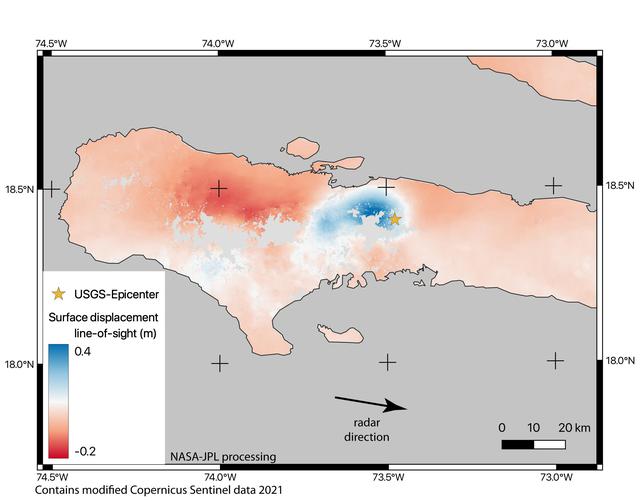 74.5°W 74.0°W 73.5°W 73.0°W
18.5°N 18.5°N
USGS-Epicenter
Surface displacement
line-of-sight (m)
0.4
-0.2
18.0°N 18.0°N
radar
direction
0 10 20 km
NASA-JPL processing
74.5°W 74.0°W 73.5°W 73.0°W
Contains modified Copernicus Sentinel data 2021